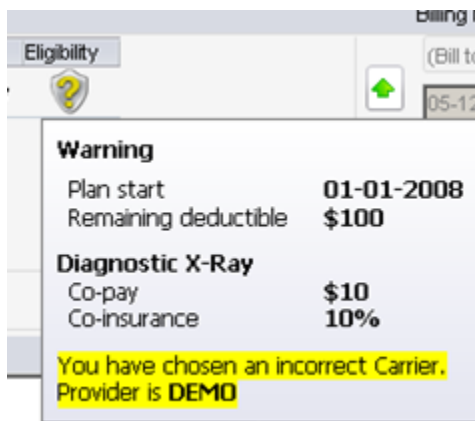 Billing
Eligibility
(Bill to
05-12
Warning
Plan start 01-01-2008
Remaining deductible $100
Diagnostic X-Ray
Co-pay $10
Co-insurance 10%
You have chosen an incorrect Carrier.
Provider is DEMO